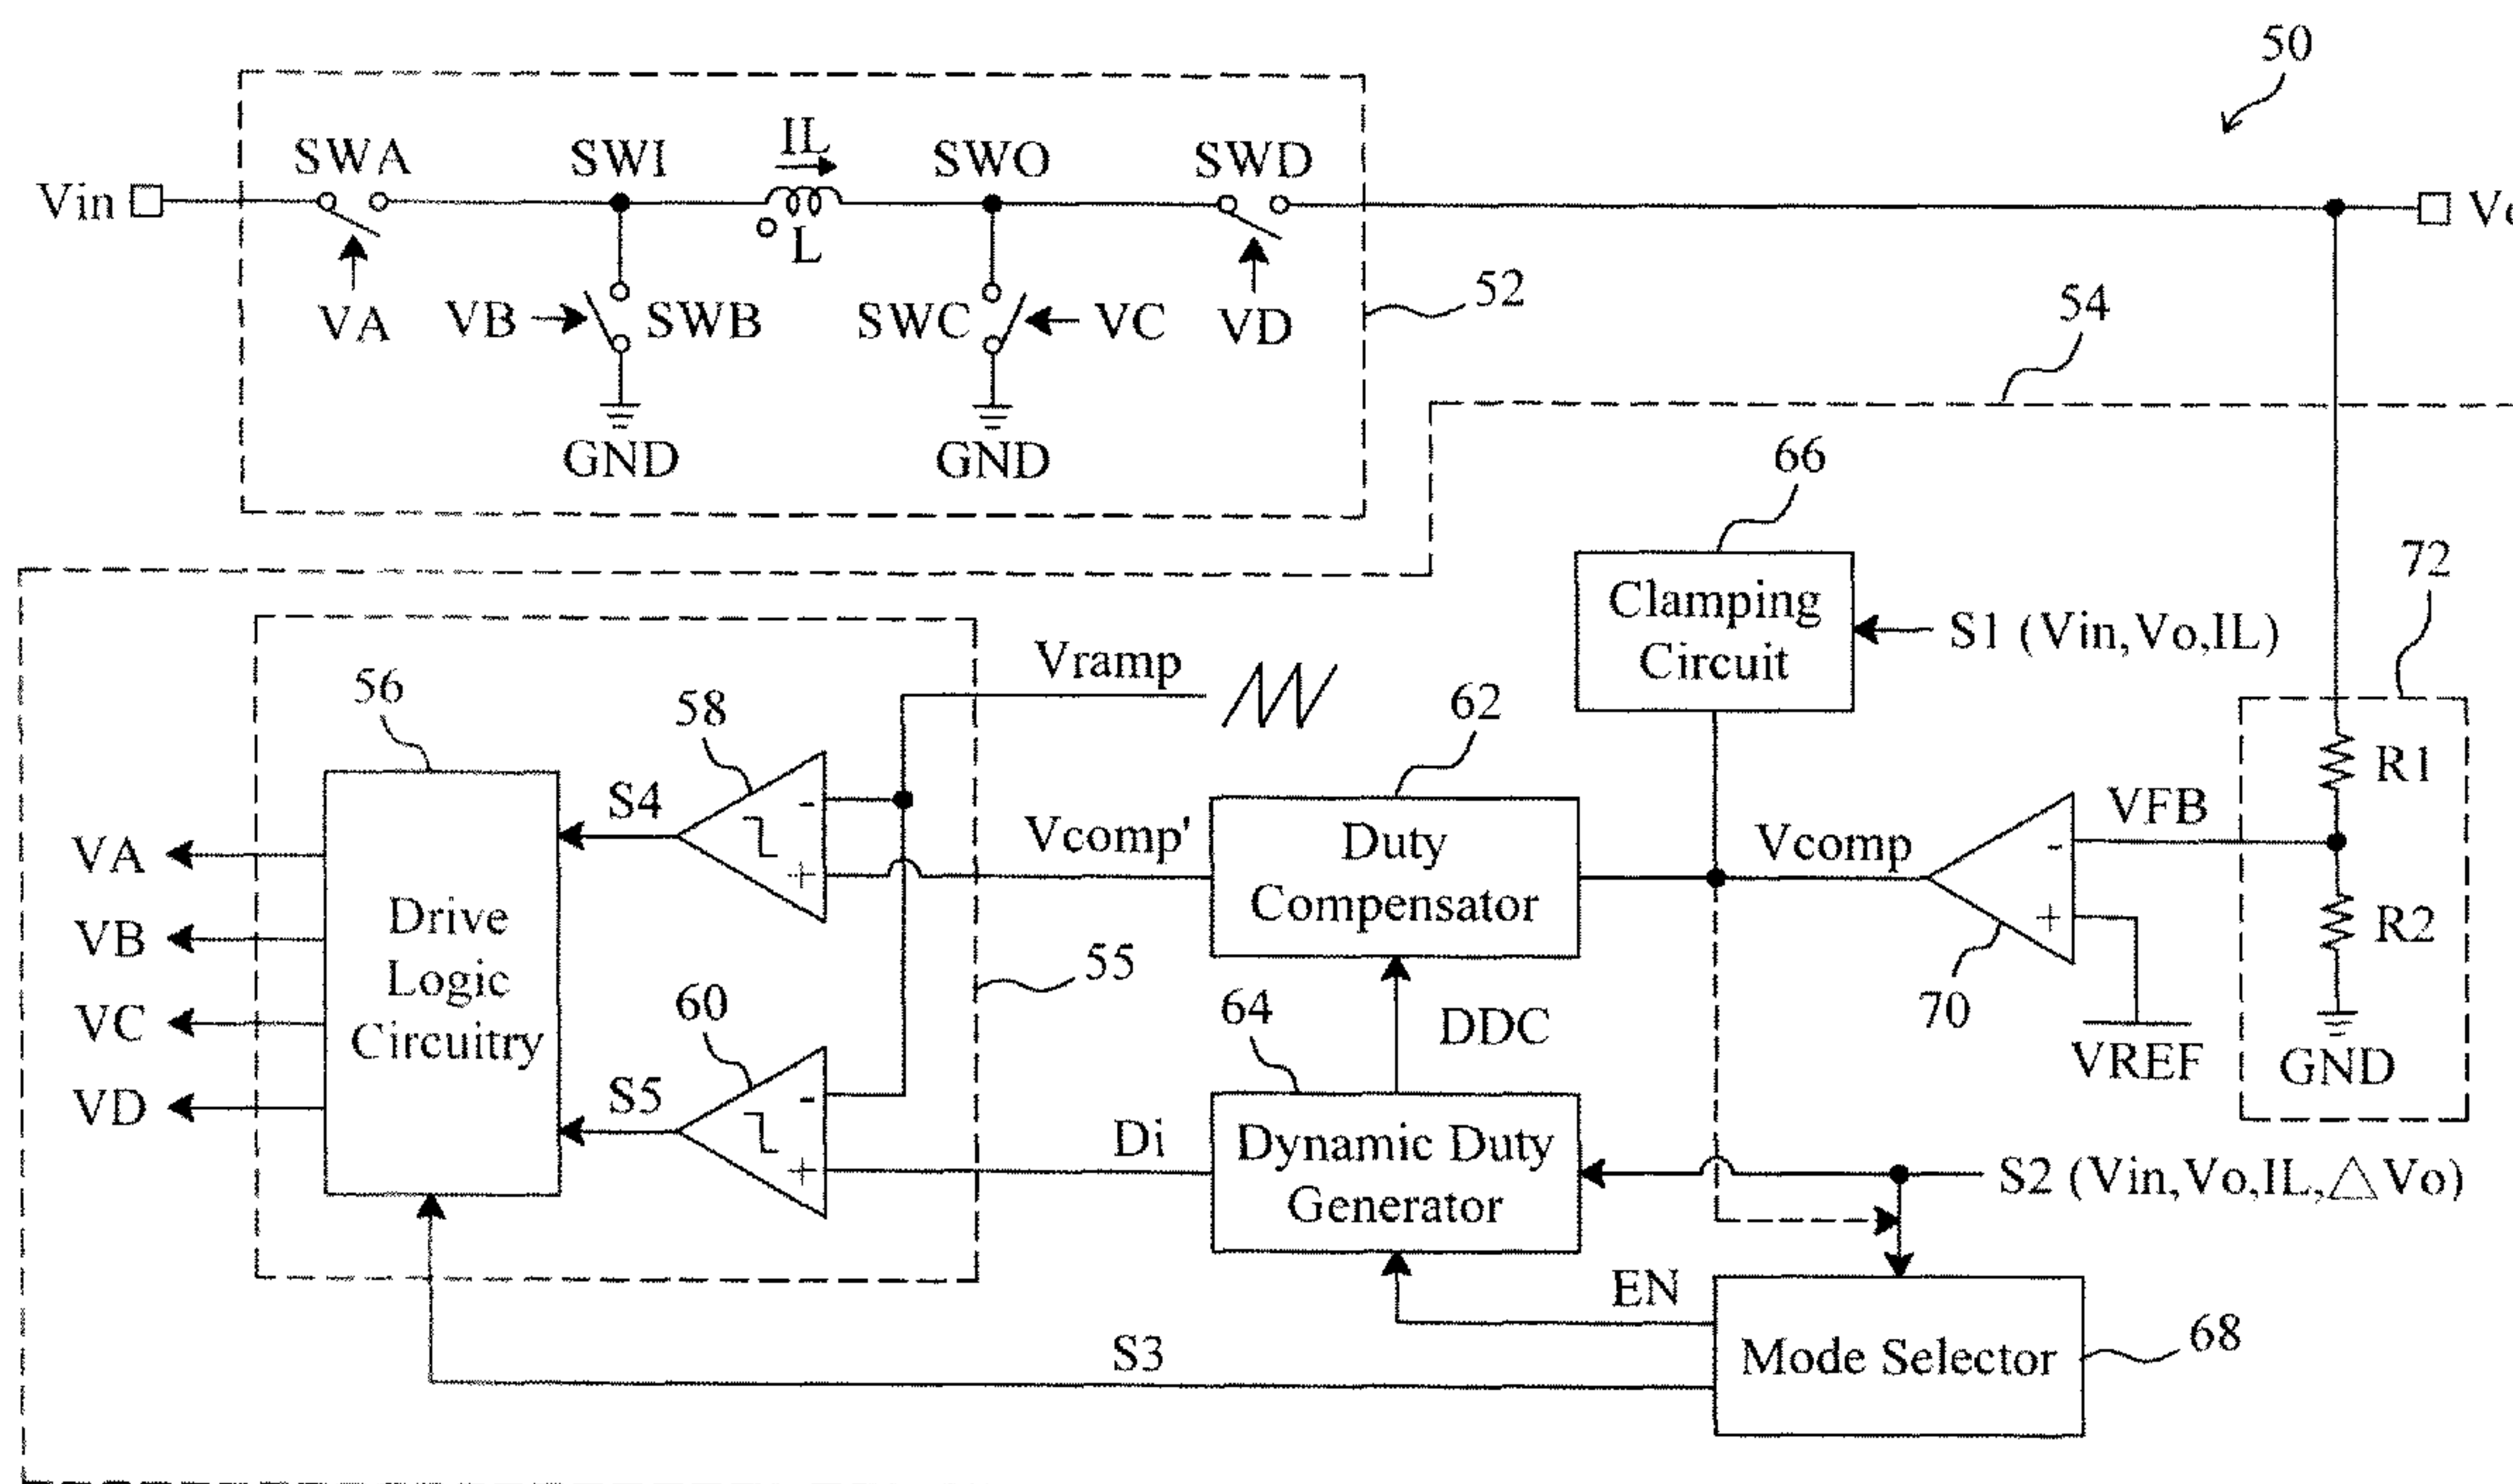 50
IL
SWA
SWI
SWO
SWD
Vin
L
VA
VB
SWB
SWC
VC
VD
52
54
GND
GND
66
72
Clamping
Circuit
S1 (Vin,Vo,IL)
Vramp
56
58
62
R1
S4
Vcomp'
Duty
Compensator
Vcomp
VFB
-
+
-
+
VA
VB
VC
VD
Drive
Logic
Circuitry
R2
55
60
64
DDC
70
VREF
GND
S5
-
+
Di
Dynamic Duty
Generator
S2 (Vin,Vo,IL,△Vo)
EN
S3
Mode Selector
68